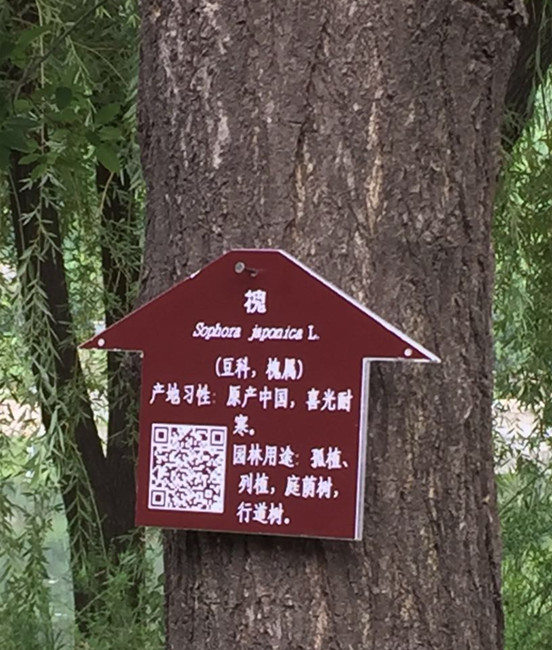 槐
Sophora japonica L.
(豆科，槐属)
产地习性：原产中国，喜光耐
寒。
园林用途：孤植、
列植，庭荫树，
行道树。